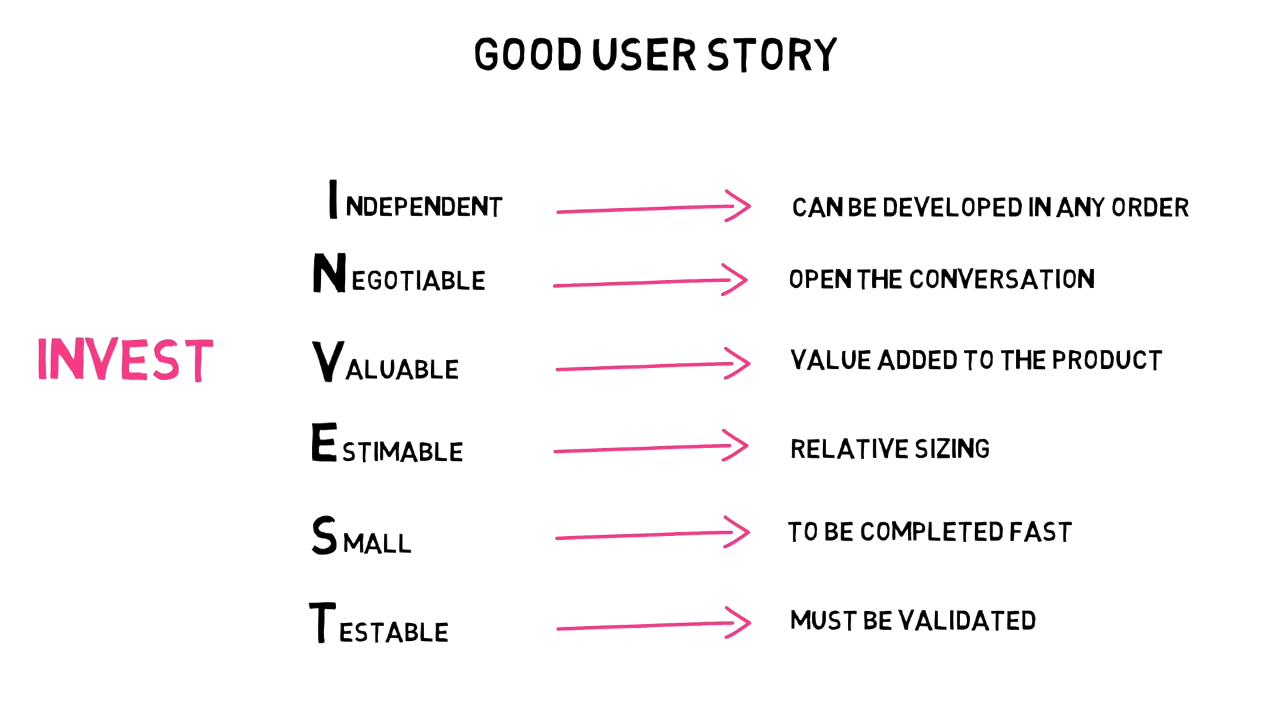 GOOD USER STORY
INDEPENDENT CAN BE DEVELOPED IN ANY ORDER
NEGOTIABLE OPEN THE CONVERSATION
INVEST
VALUABLE VALUE ADDED TO THE PRODUCT
ESTIMABLE RELATIVE SIZING
SMALL TO BE COMPLETED FAST
TESTABLE MUST BE VALIDATED